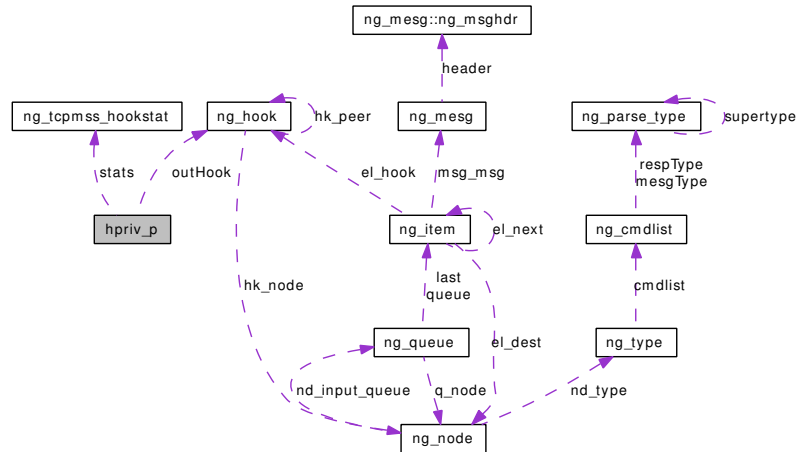 ng_mesg::ng_msghdr
header
ng_tcpmss_hookstat
ng_hook
hk_peer
ng_mesg
ng_parse_type
supertype
stats
outHook
el_hook
msg_msg
respType
mesgType
hpriv_p
ng_item
el_next
ng_cmdlist
hk_node
last
queue
cmdlist
ng_queue
el_dest
ng_type
nd_input_queue
q_node
nd_type
ng_node